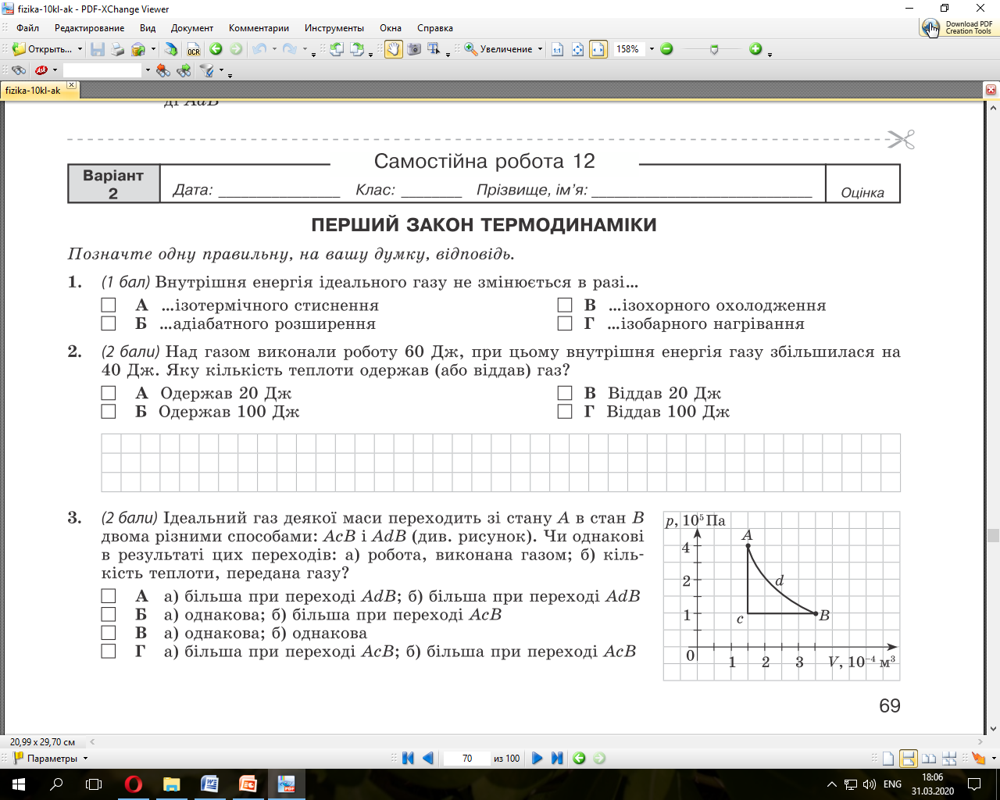 fizika-10kl-ak - PDF-XChange Viewer
Файл Редактирование Вид Документ Комментарии Инструменты Окна Справка
Download PDF Creation Tools
Открыть... OCR Увеличение 158%
fizika-10kl-ak
ді AdB
Самостійна робота 12
Варіант 2
Дата: Клас: Прізвище, ім’я: Оцінка
ПЕРШИЙ ЗАКОН ТЕРМОДИНАМІКИ
Позначте одну правильну, на вашу думку, відповідь.
1. (1 бал) Внутрішня енергія ідеального газу не змінюється в разі...
А ...ізотермічного стиснення
Б ...адіабатного розширення
В ...ізохорного охолодження
Г ...ізобарного нагрівання
2. (2 бали) Над газом виконали роботу 60 Дж, при цьому внутрішня енергія газу збільшилася на
40 Дж. Яку кількість теплоти одержав (або віддав) газ?
А Одержав 20 Дж
Б Одержав 100 Дж
В Віддав 20 Дж
Г Віддав 100 Дж
3. (2 бали) Ідеальний газ деякої маси переходить зі стану A в стан B
двома різними способами: AcB і AdB (див. рисунок). Чи однакові
в результаті цих переходів: а) робота, виконана газом; б) кіль-
кість теплоти, передана газу?
А а) більша при переході AdB; б) більша при переході AdB
Б а) однакова; б) більша при переході AcB
В а) однакова; б) однакова
Г а) більша при переході AcB; б) більша при переході AcB
p, 10⁵ Па
A
4
2
d
1
c B
0 1 2 3 V, 10⁻⁴ м³
69
20,99 x 29,70 см
Параметры 70 из 100
ENG 18:06
31.03.2020